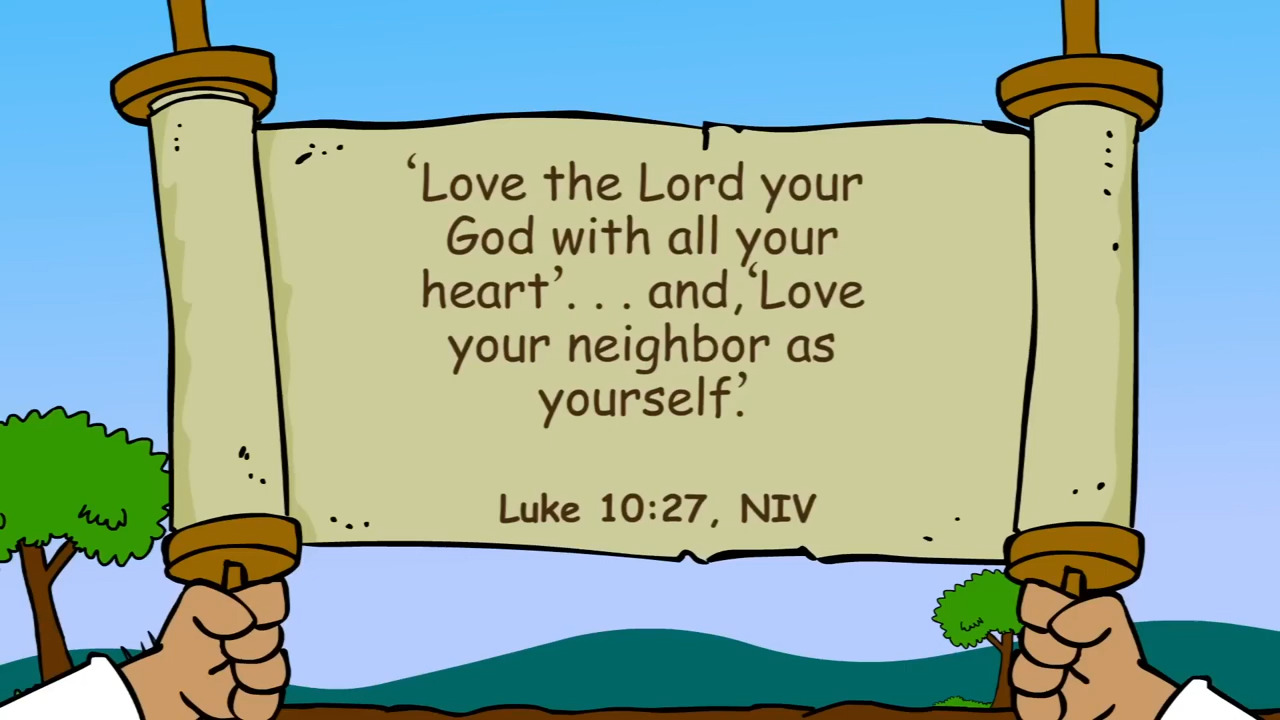 ‘Love the Lord your
God with all your
heart’. . . and,‘Love
your neighbor as
yourself.’
Luke 10:27, NIV